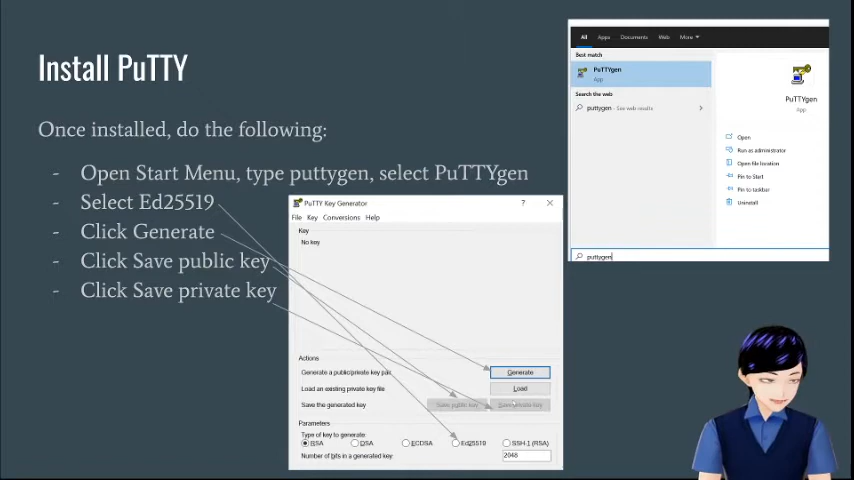 Install PuTTY
Once installed, do the following:
- Open Start Menu, type puttygen, select PuTTYgen
- Select Ed25519
- Click Generate
- Click Save public key
- Click Save private key
All Apps Documents Web More
Best match
PuTTYgen
App
Search the web
puttygen - See web results
PuTTYgen
App
Open
Run as administrator
Open file location
Pin to Start
Pin to taskbar
Uninstall
puttygen
PuTTY Key Generator ?
File Key Conversions Help
Key
No key
Actions
Generate a public/private key pair Generate
Load an existing private key file Load
Save the generated key Save public key Save private key
Parameters
Type of key to generate
RSA DSA ECDSA Ed25519 SSH-1 (RSA)
Number of bits in a generated key: 2048